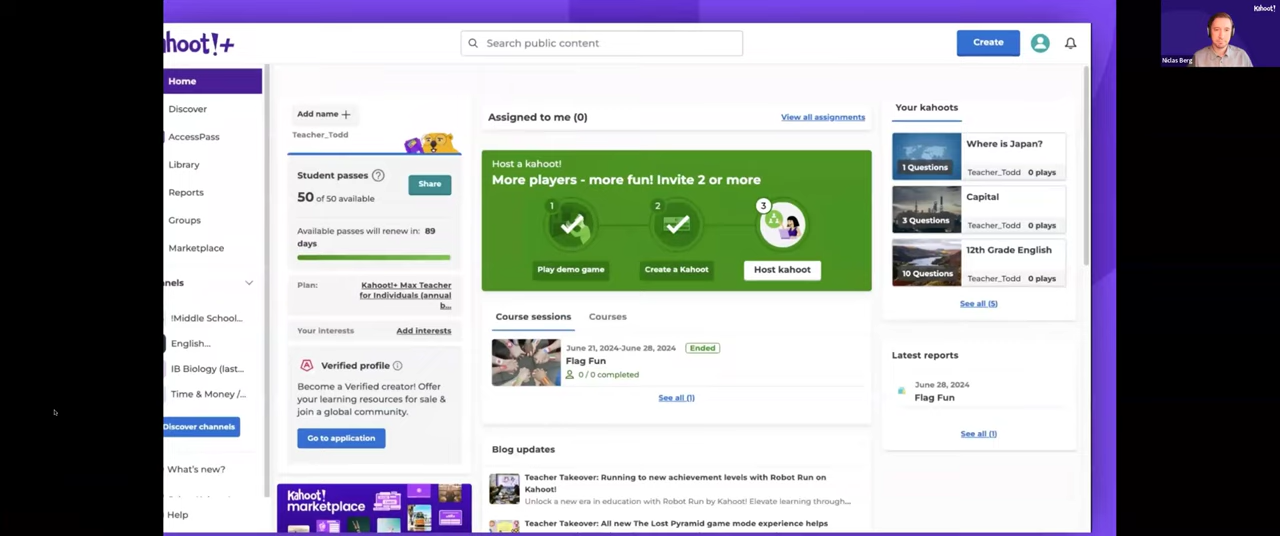 hoot!+
Search public content
Create
Kahoot!
Niclas Berg
Home
Discover
AccessPass
Library
Reports
Groups
Marketplace
nnels
!Middle School...
English...
IB Biology (last...
Time & Money /...
Discover channels
What's new?
Help
Add name +
Teacher_Todd
Student passes ?
Share
50 of 50 available
Available passes will renew in: 89
days
Plan:
Kahoot!+ Max Teacher
for Individuals (annual
b...
Your interests
Add interests
Verified profile
Become a Verified creator! Offer
your learning resources for sale &
join a global community.
Go to application
Kahoot!
marketplace
Assigned to me (0)
View all assignments
Host a kahoot!
More players - more fun! Invite 2 or more
1
2
3
Play demo game
Create a Kahoot
Host kahoot
Course sessions
Courses
June 21, 2024-June 28, 2024
Ended
Flag Fun
0 / 0 completed
See all (1)
Blog updates
Teacher Takeover: Running to new achievement levels with Robot Run on
Kahoot!
Unlock a new era in education with Robot Run by Kahoot! Elevate learning through...
Teacher Takeover: All new The Lost Pyramid game mode experience helps
Your kahoots
1 Questions
Where is Japan?
Teacher_Todd
0 plays
3 Questions
Capital
Teacher_Todd
0 plays
10 Questions
12th Grade English
Teacher_Todd
0 plays
See all (5)
Latest reports
June 28, 2024
Flag Fun
See all (1)